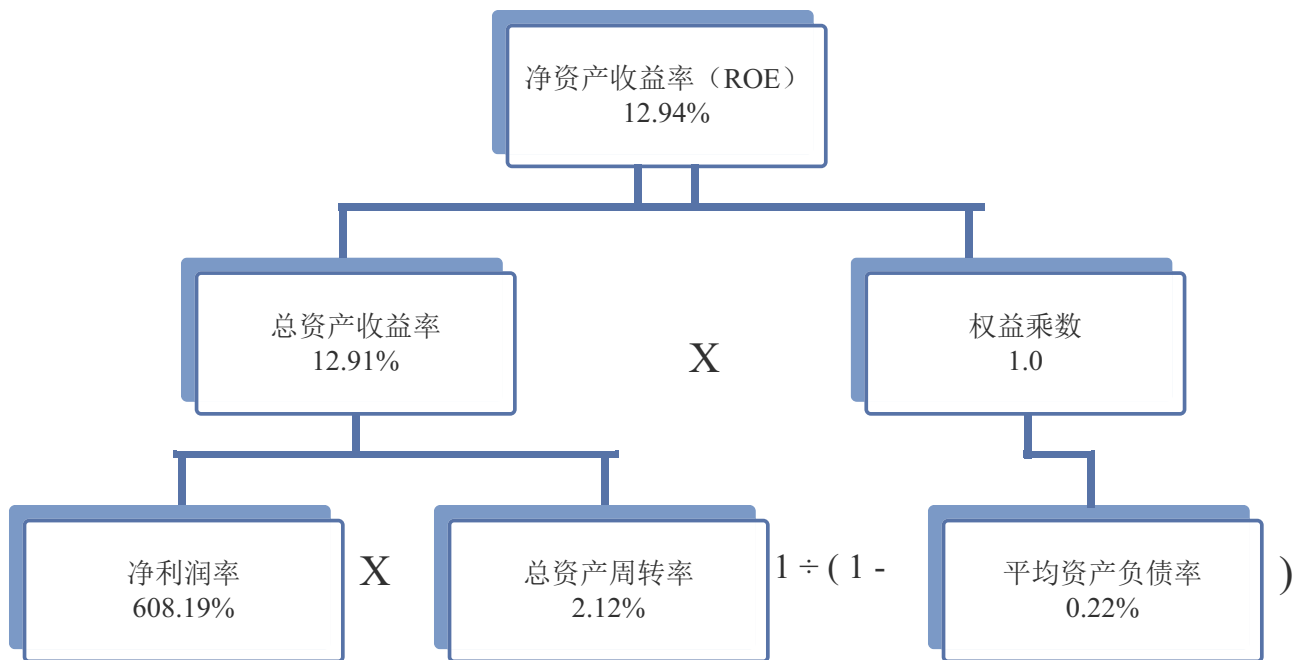 净资产收益率（ROE）
12.94%
总资产收益率
12.91%
X
权益乘数
1.0
净利润率
608.19%
X
总资产周转率
2.12%
1 ÷ ( 1 -
平均资产负债率
0.22%
)